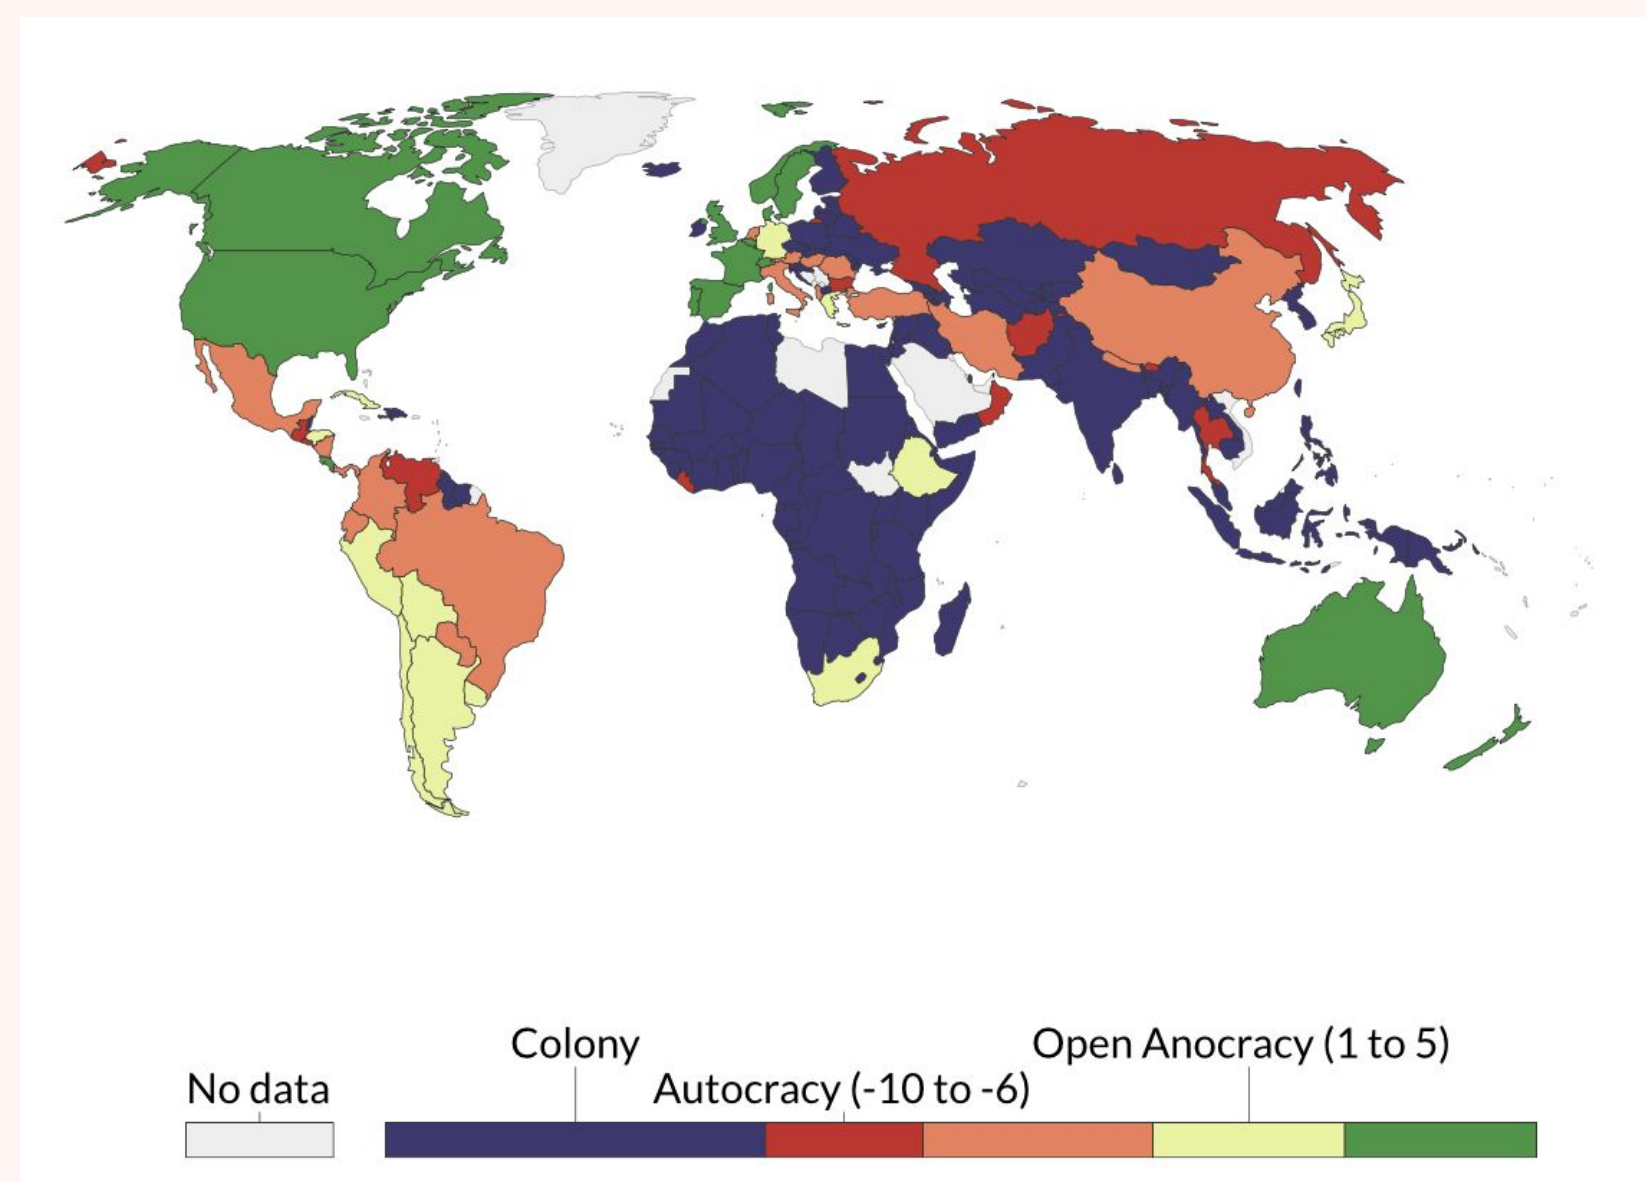 Colony
Open Anocracy (1 to 5)
No data
Autocracy (-10 to -6)